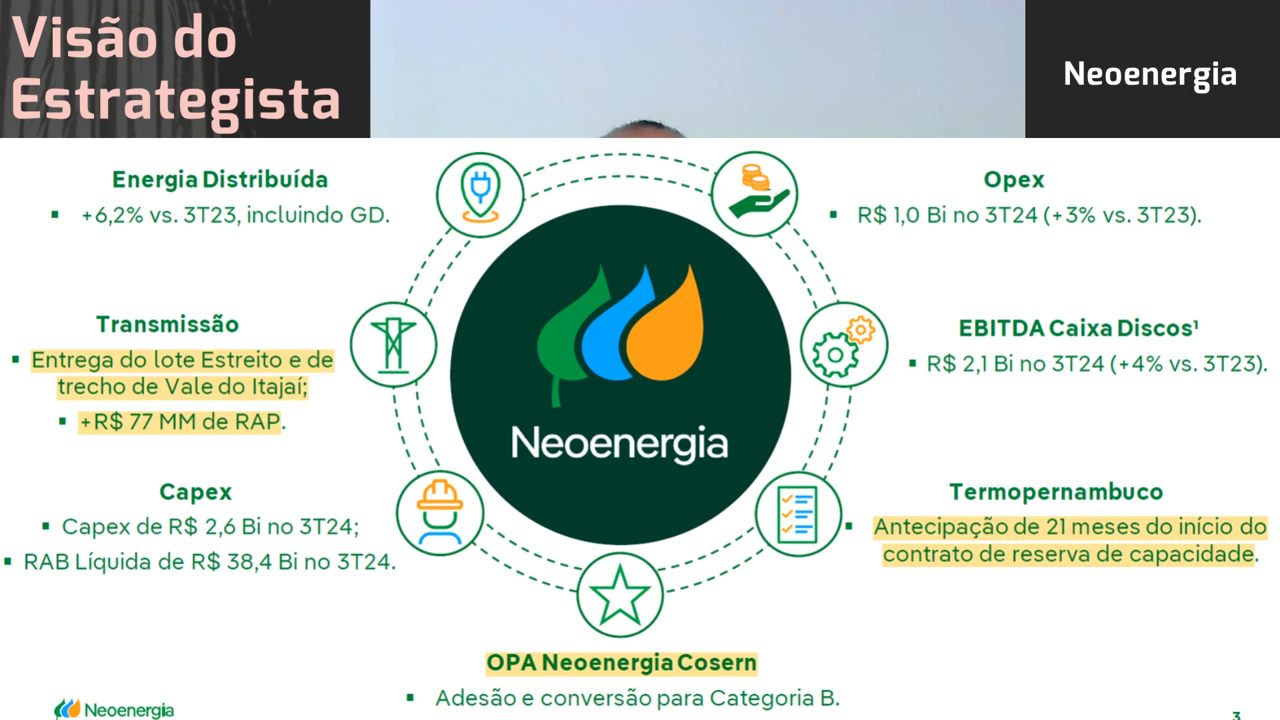 Visão do
Estrategista
Neoenergia
Energia Distribuída
▪ +6,2% vs. 3T23, incluindo GD.
Opex
▪ R$ 1,0 Bi no 3T24 (+3% vs. 3T23).
Transmissão
▪ Entrega do lote Estreito e de
trecho de Vale do Itajaí;
▪ +R$ 77 MM de RAP.
EBITDA Caixa Discos¹
▪ R$ 2,1 Bi no 3T24 (+4% vs. 3T23).
Neoenergia
Capex
▪ Capex de R$ 2,6 Bi no 3T24;
▪ RAB Líquida de R$ 38,4 Bi no 3T24.
Termopernambuco
▪ Antecipação de 21 meses do início do
contrato de reserva de capacidade.
OPA Neoenergia Cosern
▪ Adesão e conversão para Categoria B.
Neoenergia
3